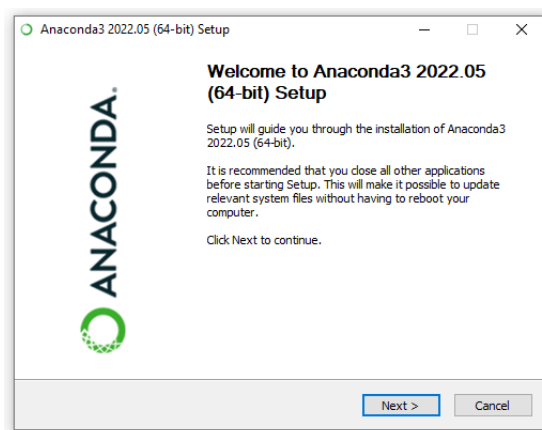 Anaconda3 2022.05 (64-bit) Setup
Welcome to Anaconda3 2022.05
(64-bit) Setup
Setup will guide you through the installation of Anaconda3
2022.05 (64-bit).
It is recommended that you close all other applications
before starting Setup. This will make it possible to update
relevant system files without having to reboot your
computer.
Click Next to continue.
ANACONDA.
Next >
Cancel